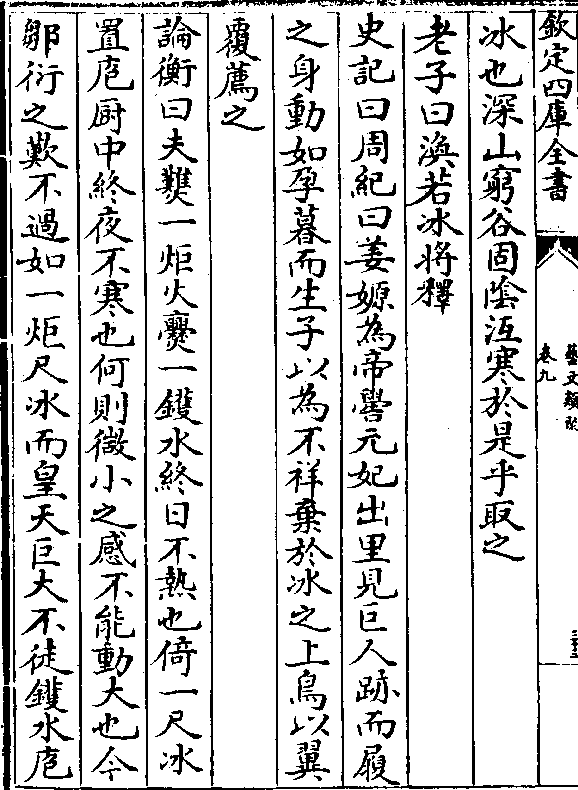 欽定四庫全書
藝文類聚
卷九
冰也深山窮谷固陰沍寒於是乎取之
老子曰渙若冰將釋
史記曰周紀曰姜嫄為帝嚳元妃出里見巨人跡而履
之身動如孕暮而生子以為不祥棄於冰之上鳥以翼
覆薦之
論衡曰夫爇一炬火爨一鑊水終日不熱也倚一尺冰
置庖厨中終夜不寒也何則微小之感不能動大也今
鄒衍之歎不過如一炬尺冰而皇天巨大不徒鑊水庖